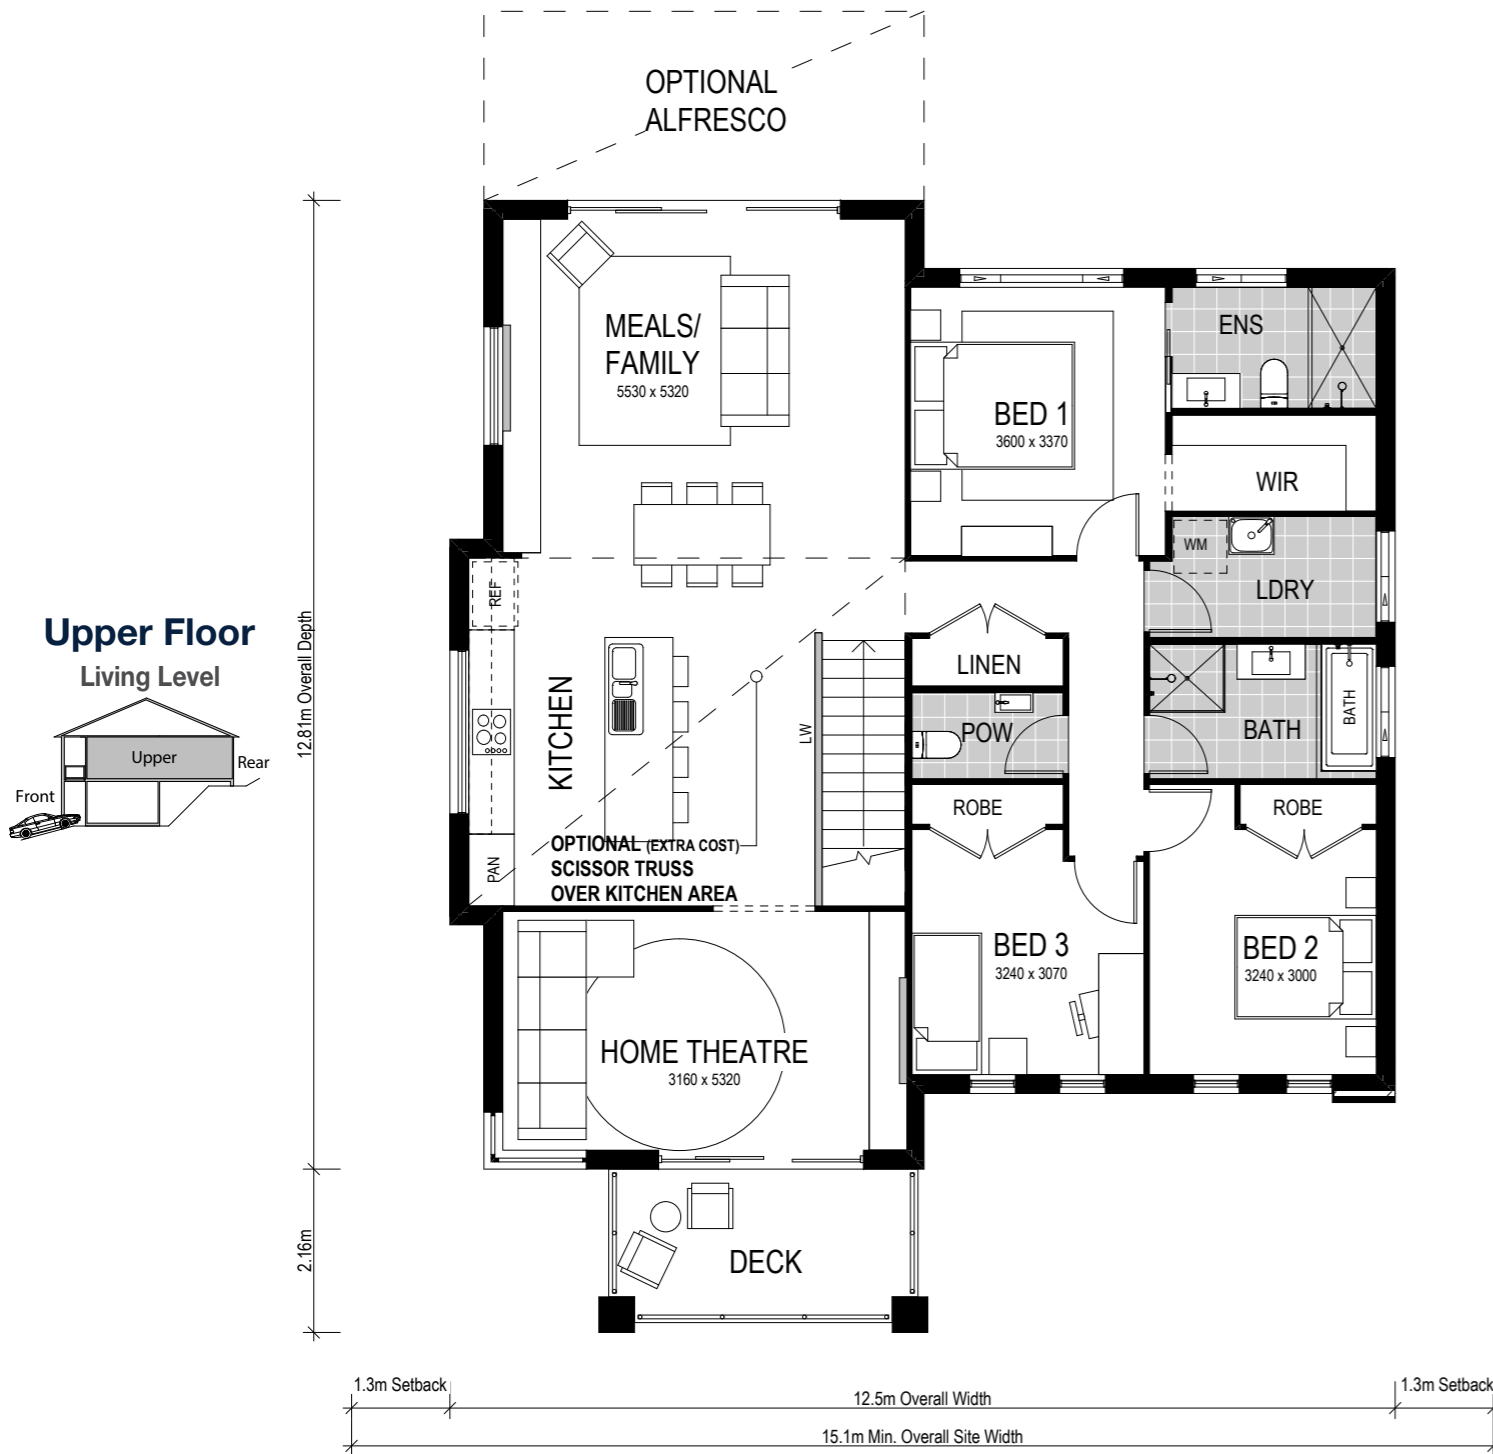 OPTIONAL
ALFRESCO
MEALS/
FAMILY
5530 x 5320
BED 1
3600 x 3370
ENS
WIR
WM
LDRY
REF
KITCHEN
PAN
OPTIONAL (EXTRA COST)
SCISSOR TRUSS
OVER KITCHEN AREA
LW
LINEN
POW
BATH
BATH
ROBE
ROBE
BED 3
3240 x 3070
BED 2
3240 x 3000
HOME THEATRE
3160 x 5320
DECK
Upper Floor
Living Level
Upper
Rear
Front
12.81m Overall Depth
2.16m
1.3m Setback
12.5m Overall Width
1.3m Setback
15.1m Min. Overall Site Width